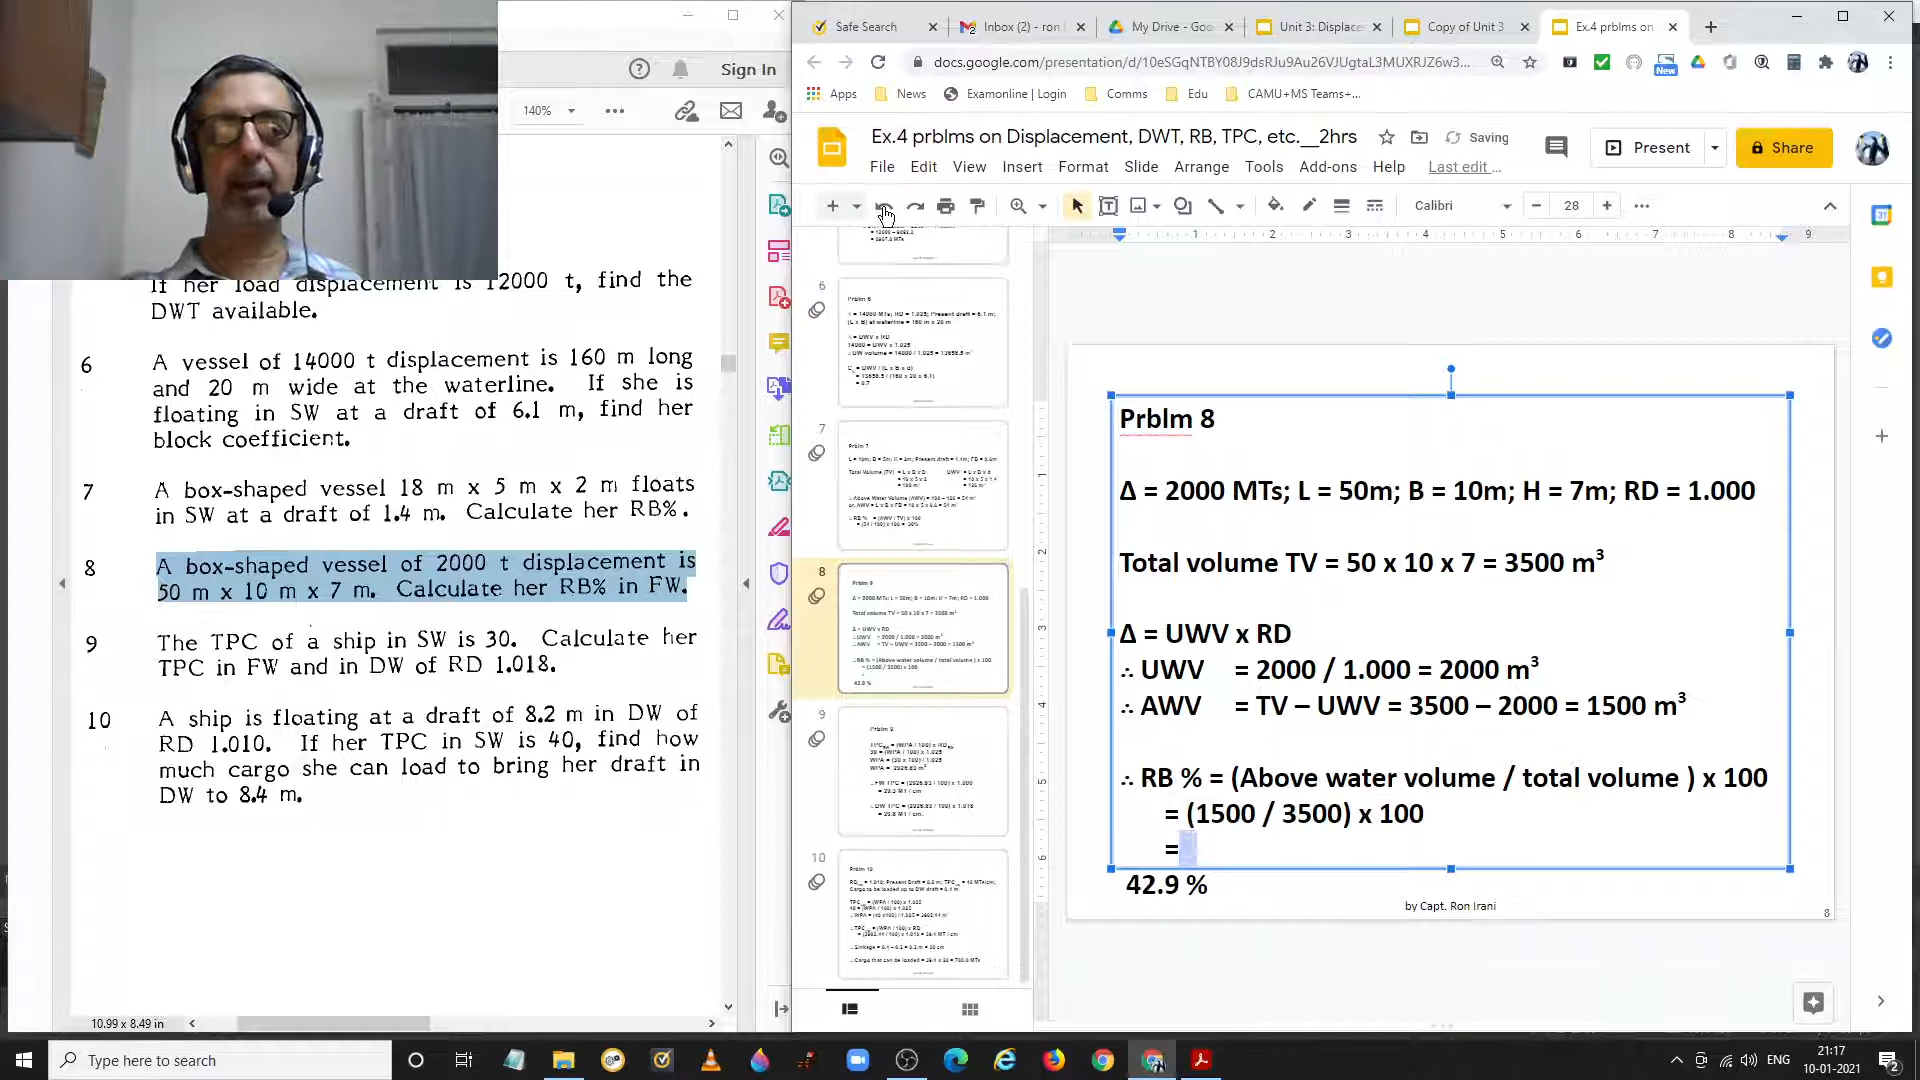 Sign In
140%
If her load displacement is 12000 t, find the
DWT available.
6 A vessel of 14000 t displacement is 160 m long
and 20 m wide at the waterline. If she is
floating in SW at a draft of 6.1 m, find her
block coefficient.
7 A box-shaped vessel 18 m x 5 m x 2 m floats
in SW at a draft of 1.4 m. Calculate her RB%.
8 A box-shaped vessel of 2000 t displacement is
50 m x 10 m x 7 m. Calculate her RB% in FW.
9 The TPC of a ship in SW is 30. Calculate her
TPC in FW and in DW of RD 1.018.
10 A ship is floating at a draft of 8.2 m in DW of
RD 1.010. If her TPC in SW is 40, find how
much cargo she can load to bring her draft in
DW to 8.4 m.
10.99 x 8.49 in
Safe Search
Inbox (2) - ron
My Drive - Goo
Unit 3: Displace
Copy of Unit 3
Ex.4 prblms on
docs.google.com/presentation/d/10eSGqNTBY08J9dsRJu9Au26VJUgtaL3MUXRJZ6w3...
New
Apps News Examonline | Login Comms Edu CAMU+MS Teams+...
Ex.4 prblms on Displacement, DWT, RB, TPC, etc.__2hrs
Saving
Present
Share
File Edit View Insert Format Slide Arrange Tools Add-ons Help Last edit ...
Calibri 28
6
7
8
9
10
Prblm 8
Δ = 2000 MTs; L = 50m; B = 10m; H = 7m; RD = 1.000
Total volume TV = 50 x 10 x 7 = 3500 m³
Δ = UWV x RD
∴ UWV = 2000 / 1.000 = 2000 m³
∴ AWV = TV – UWV = 3500 – 2000 = 1500 m³
∴ RB % = (Above water volume / total volume ) x 100
= (1500 / 3500) x 100
=
42.9 %
by Capt. Ron Irani
8
Type here to search
ENG
21:17
10-01-2021
2